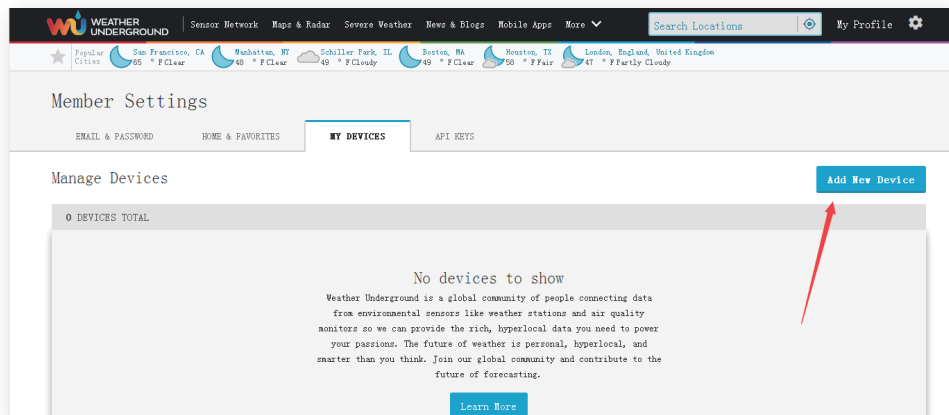 WEATHER UNDERGROUND
Sensor Network Maps & Radar Severe Weather News & Blogs Mobile Apps More
Search Locations
My Profile
Popular Cities
San Francisco, CA
65 °F Clear
Manhattan, NY
48 °F Clear
Schiller Park, IL
49 °F Cloudy
Boston, MA
49 °F Clear
Houston, TX
58 °F Fair
London, England, United Kingdom
47 °F Partly Cloudy
Member Settings
EMAIL & PASSWORD HOME & FAVORITES MY DEVICES API KEYS
Manage Devices
Add New Device
0 DEVICES TOTAL
No devices to show
Weather Underground is a global community of people connecting data
from environmental sensors like weather stations and air quality
monitors so we can provide the rich, hyperlocal data you need to power
your passions. The future of weather is personal, hyperlocal, and
smarter than you think. Join our global community and contribute to the
future of forecasting.
Learn More